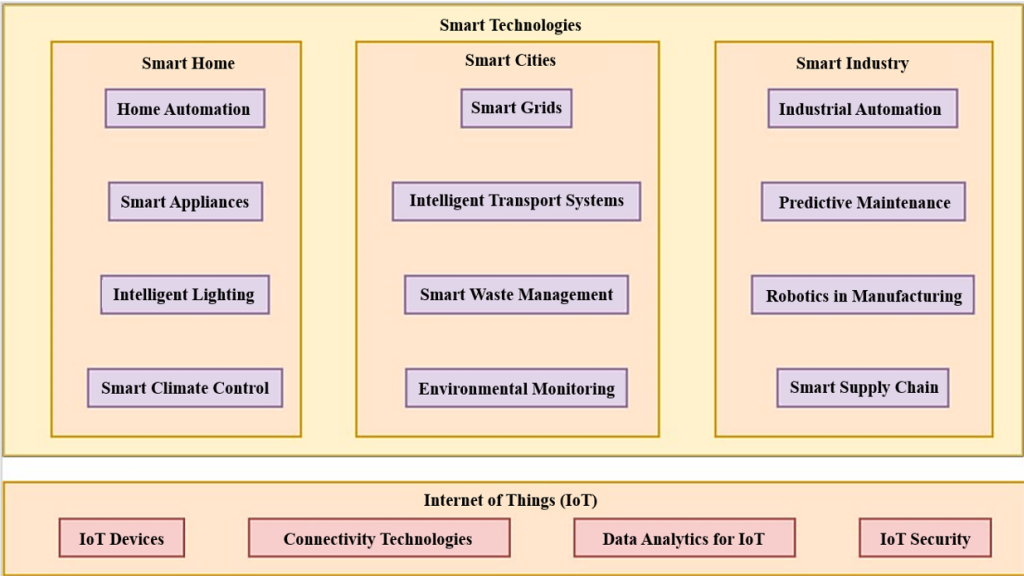 Smart Technologies
Smart Home
Home Automation
Smart Appliances
Intelligent Lighting
Smart Climate Control
Smart Cities
Smart Grids
Intelligent Transport Systems
Smart Waste Management
Environmental Monitoring
Smart Industry
Industrial Automation
Predictive Maintenance
Robotics in Manufacturing
Smart Supply Chain
Internet of Things (IoT)
IoT Devices
Connectivity Technologies
Data Analytics for IoT
IoT Security